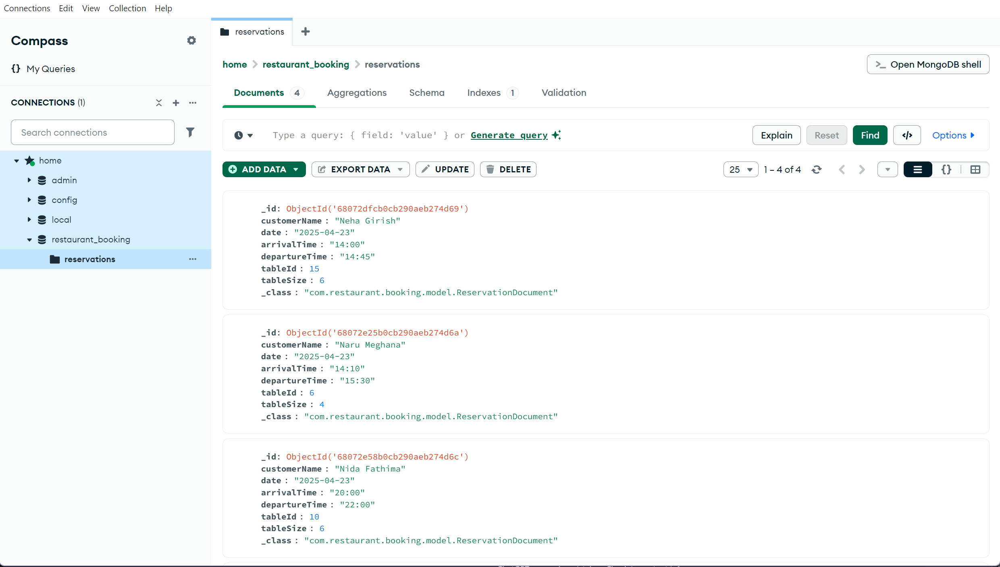 Connections Edit View Collection Help
Compass
{} My Queries
CONNECTIONS (1)
Search connections
home
admin
config
local
restaurant_booking
reservations
reservations
home > restaurant_booking > reservations
>_ Open MongoDB shell
Documents 4 Aggregations Schema Indexes 1 Validation
Type a query: { field: 'value' } or Generate query
Explain Reset Find </> Options
ADD DATA EXPORT DATA UPDATE DELETE
25 1 – 4 of 4 {}
_id: ObjectId('68072dfcb0cb290aeb274d69')
customerName : "Neha Girish"
date : "2025-04-23"
arrivalTime : "14:00"
departureTime : "14:45"
tableId : 15
tableSize : 6
_class : "com.restaurant.booking.model.ReservationDocument"
_id: ObjectId('68072e25b0cb290aeb274d6a')
customerName : "Naru Meghana"
date : "2025-04-23"
arrivalTime : "14:10"
departureTime : "15:30"
tableId : 6
tableSize : 4
_class : "com.restaurant.booking.model.ReservationDocument"
_id: ObjectId('68072e58b0cb290aeb274d6c')
customerName : "Nida Fathima"
date : "2025-04-23"
arrivalTime : "20:00"
departureTime : "22:00"
tableId : 10
tableSize : 6
_class : "com.restaurant.booking.model.ReservationDocument"